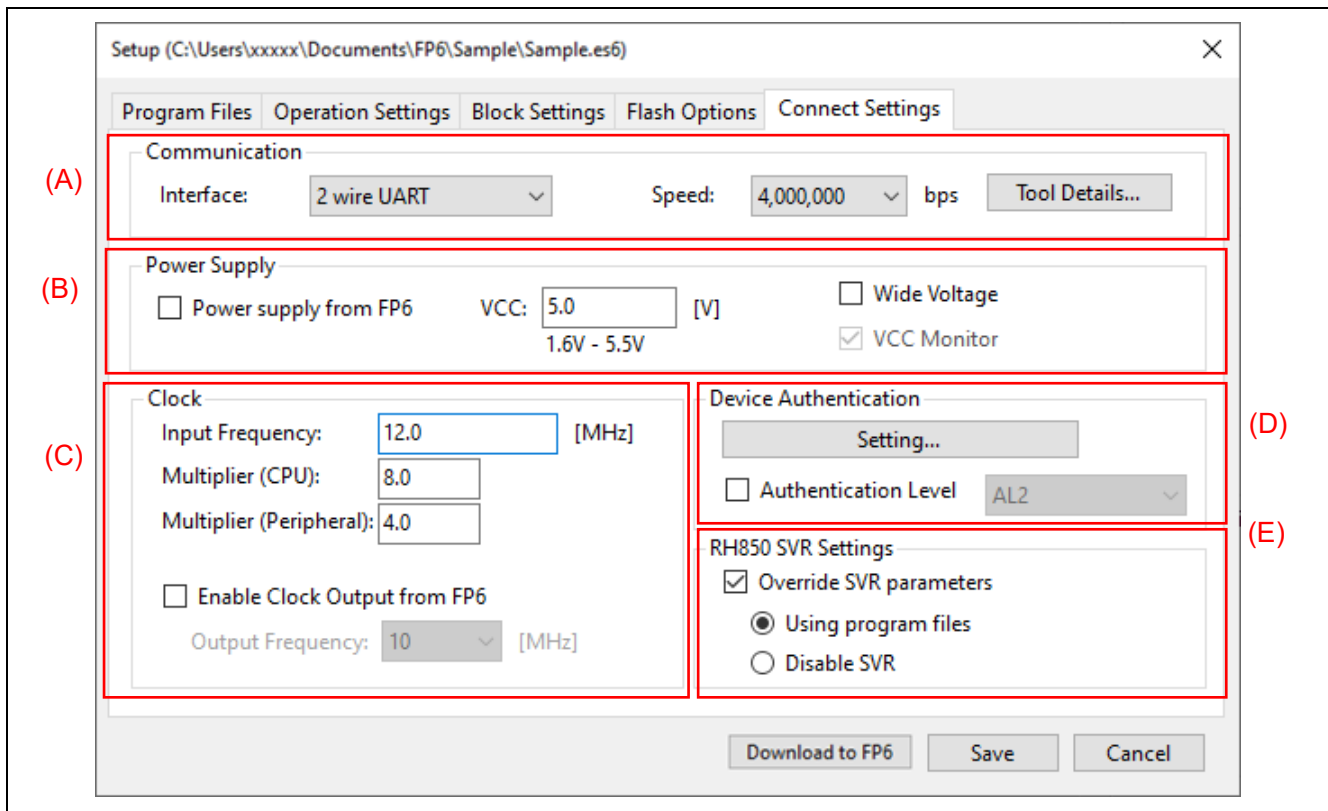 Setup (C:\Users\xxxxx\Documents\FP6\Sample\Sample.es6)
Program Files Operation Settings Block Settings Flash Options Connect Settings
(A)
Communication
Interface: 2 wire UART Speed: 4,000,000 bps Tool Details...
(B)
Power Supply
Power supply from FP6 VCC: 5.0 [V] Wide Voltage
1.6V - 5.5V VCC Monitor
(C)
Clock
Input Frequency: 12.0 [MHz]
Multiplier (CPU): 8.0
Multiplier (Peripheral): 4.0
Enable Clock Output from FP6
Output Frequency: 10 [MHz]
(D)
Device Authentication
Setting...
Authentication Level AL2
(E)
RH850 SVR Settings
Override SVR parameters
Using program files
Disable SVR
Download to FP6 Save Cancel